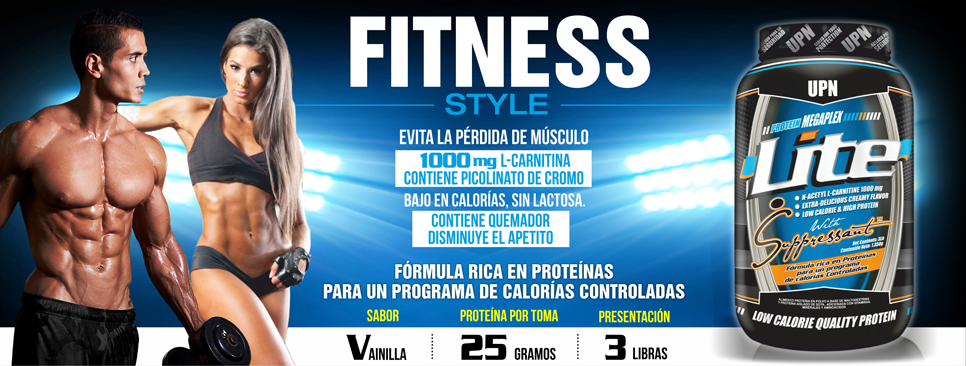 FITNESS
STYLE
EVITA LA PÉRDIDA DE MÚSCULO
1000 mg L-CARNITINA
CONTIENE PICOLINATO DE CROMO
BAJO EN CALORÍAS, SIN LACTOSA.
CONTIENE QUEMADOR
DISMINUYE EL APETITO
FÓRMULA RICA EN PROTEÍNAS
PARA UN PROGRAMA DE CALORÍAS CONTROLADAS
SABOR
VAINILLA
PROTEÍNA POR TOMA
25 GRAMOS
PRESENTACIÓN
3 LIBRAS
UPN
UPN
UPN
PROTEIN MEGAPLEX
Lite
N-ACETYL L-CARNITINE 1000 mg
EXTRA-DELICIOUS CREAMY FLAVOR
LOW CALORIE & HIGH PROTEIN
With
Suppressant
Fórmula rica en Proteínas
para un programa
de calorías Controladas
LOW CALORIE QUALITY PROTEIN